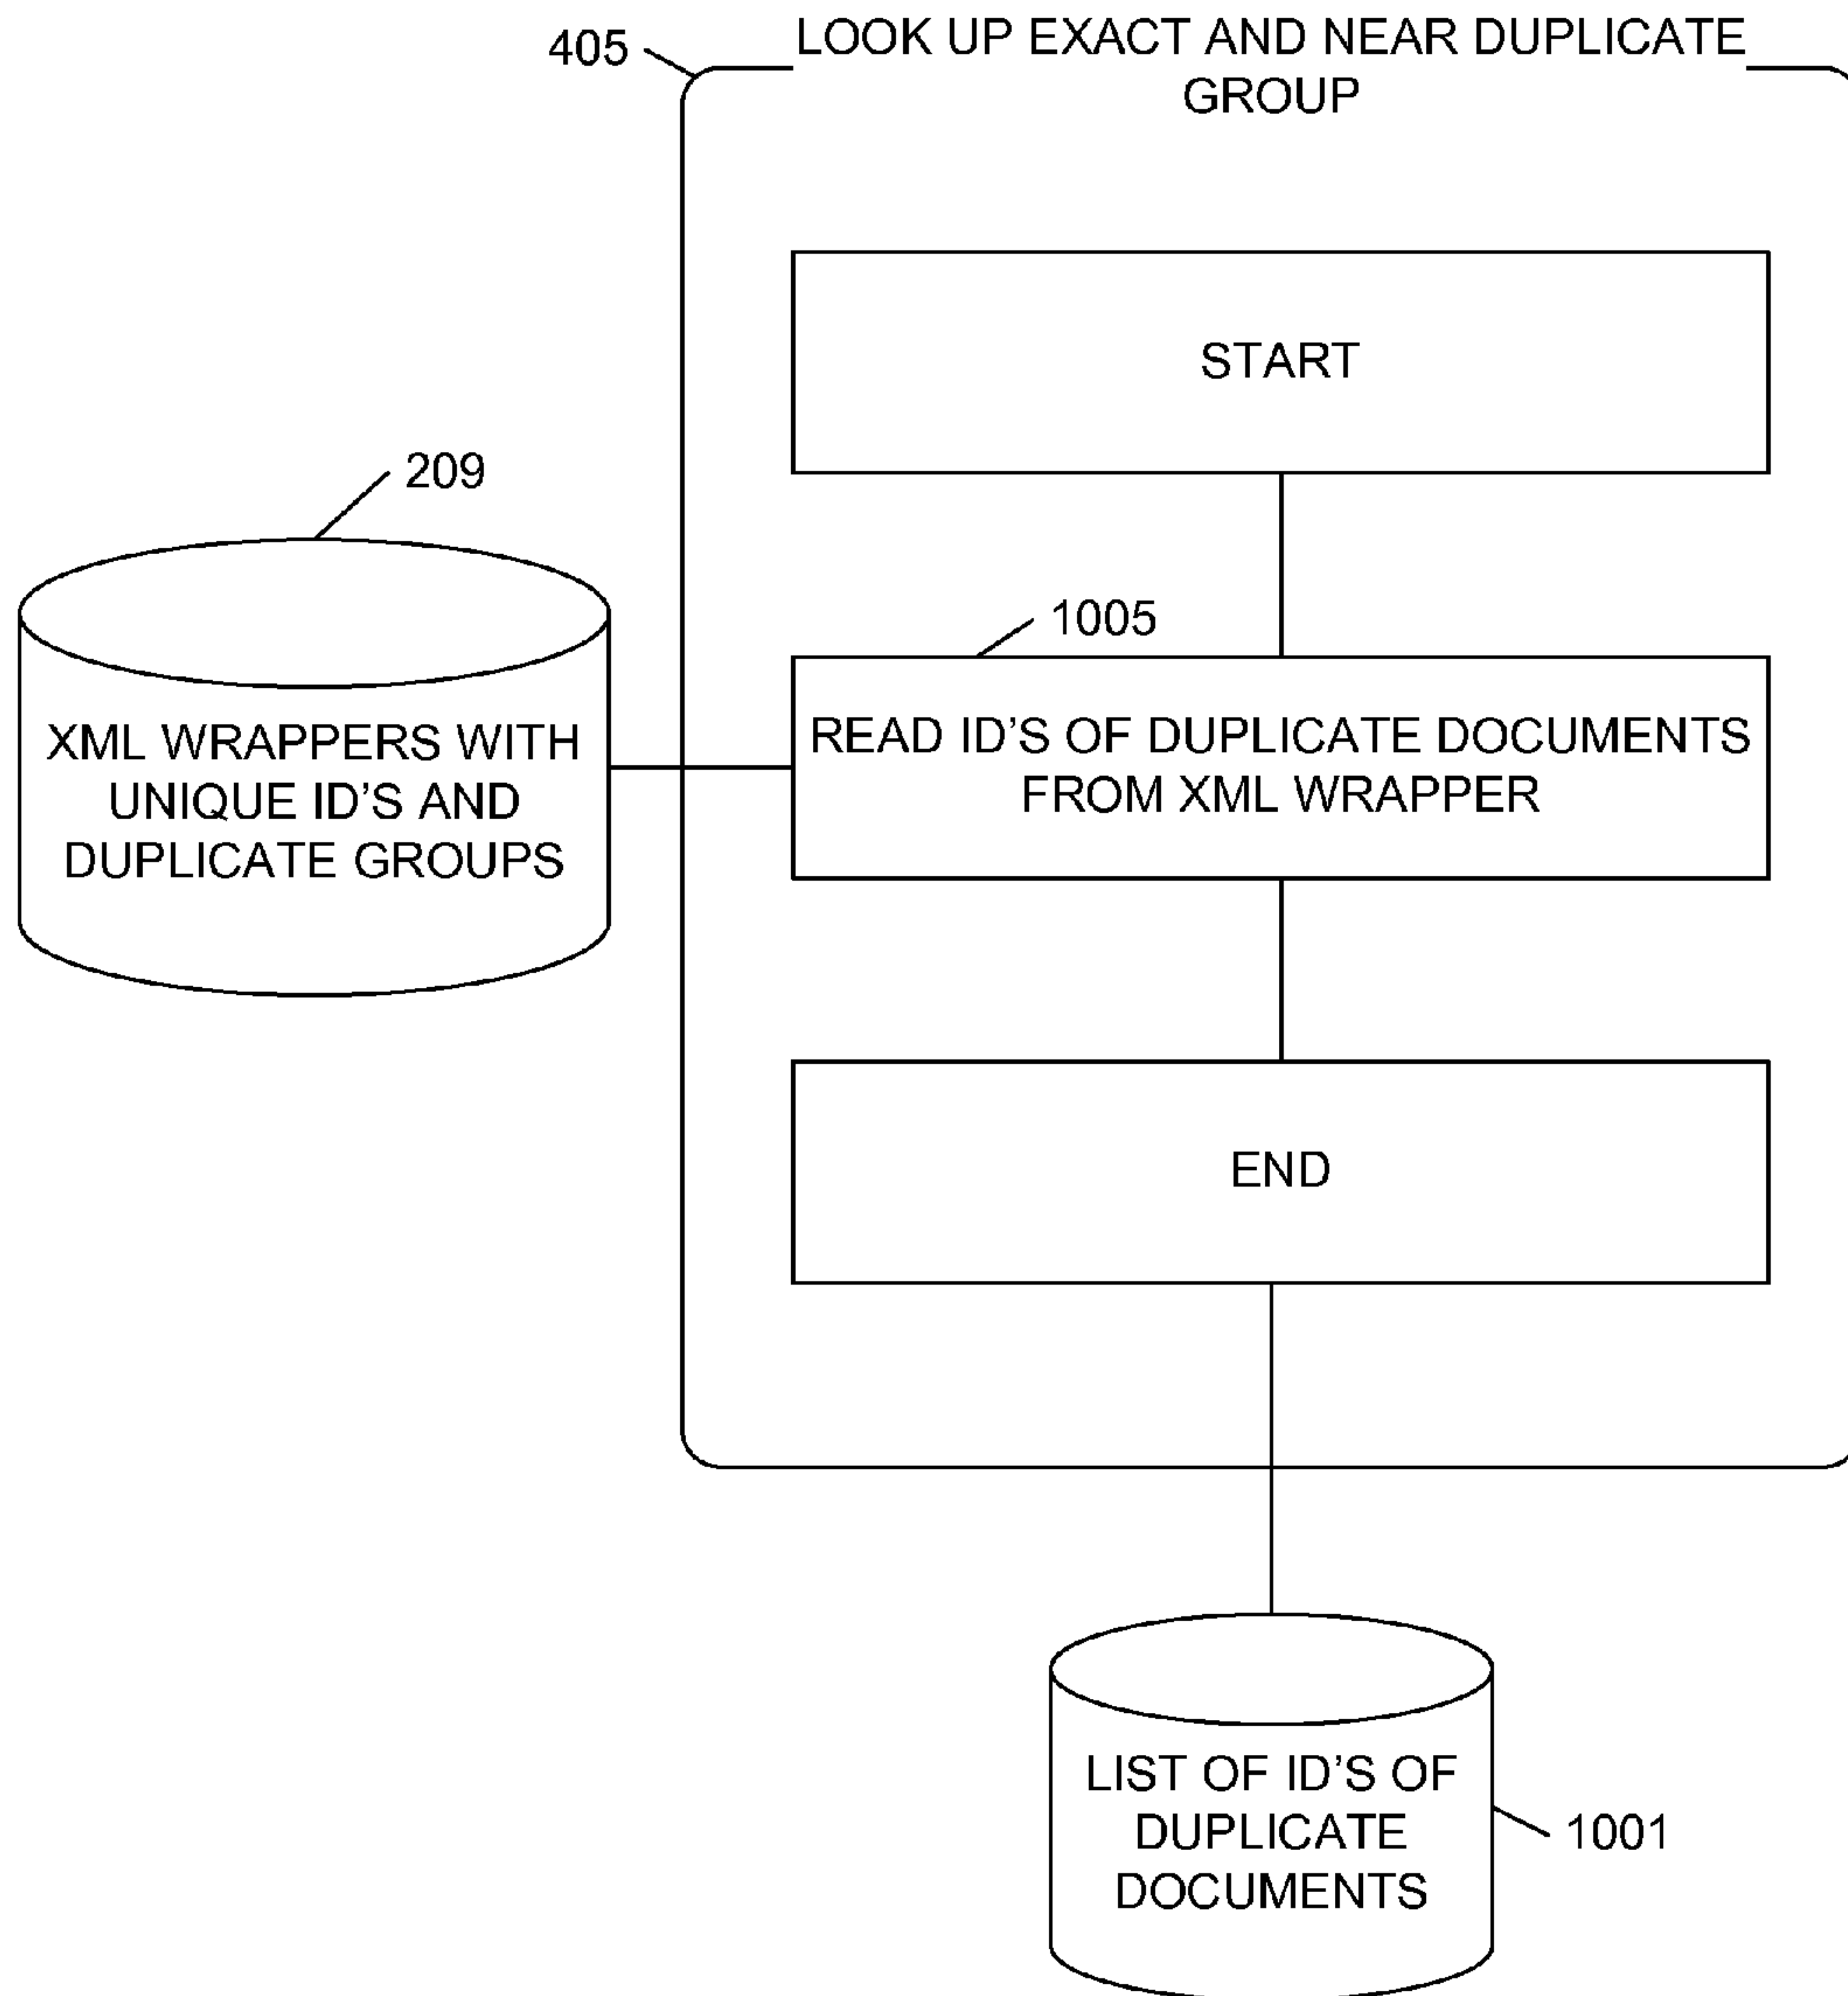 405
LOOK UP EXACT AND NEAR DUPLICATE
GROUP
START
209
1005
XML WRAPPERS WITH
UNIQUE ID'S AND
DUPLICATE GROUPS
READ ID'S OF DUPLICATE DOCUMENTS
FROM XML WRAPPER
END
LIST OF ID'S OF
DUPLICATE
DOCUMENTS
1001